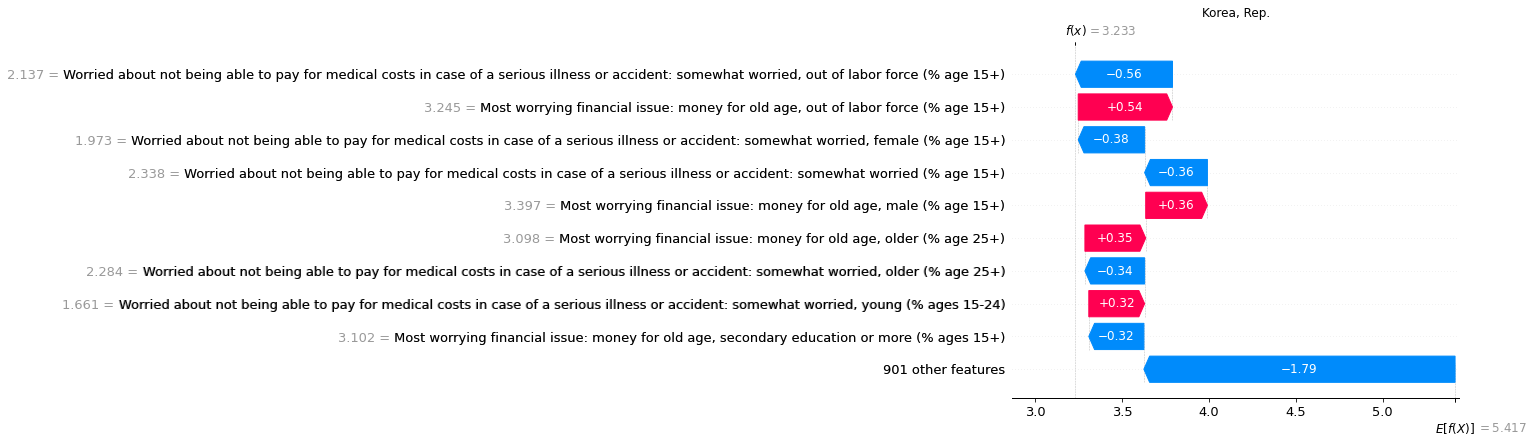 Korea, Rep.
f(x) = 3.233
2.137 = Worried about not being able to pay for medical costs in case of a serious illness or accident: somewhat worried, out of labor force (% age 15+)
−0.56
3.245 = Most worrying financial issue: money for old age, out of labor force (% age 15+)
+0.54
1.973 = Worried about not being able to pay for medical costs in case of a serious illness or accident: somewhat worried, female (% age 15+)
−0.38
2.338 = Worried about not being able to pay for medical costs in case of a serious illness or accident: somewhat worried (% age 15+)
−0.36
3.397 = Most worrying financial issue: money for old age, male (% age 15+)
+0.36
3.098 = Most worrying financial issue: money for old age, older (% age 25+)
+0.35
2.284 = Worried about not being able to pay for medical costs in case of a serious illness or accident: somewhat worried, older (% age 25+)
−0.34
1.661 = Worried about not being able to pay for medical costs in case of a serious illness or accident: somewhat worried, young (% ages 15-24)
+0.32
3.102 = Most worrying financial issue: money for old age, secondary education or more (% ages 15+)
−0.32
901 other features
−1.79
3.0 3.5 4.0 4.5 5.0
E[f(X)] = 5.417